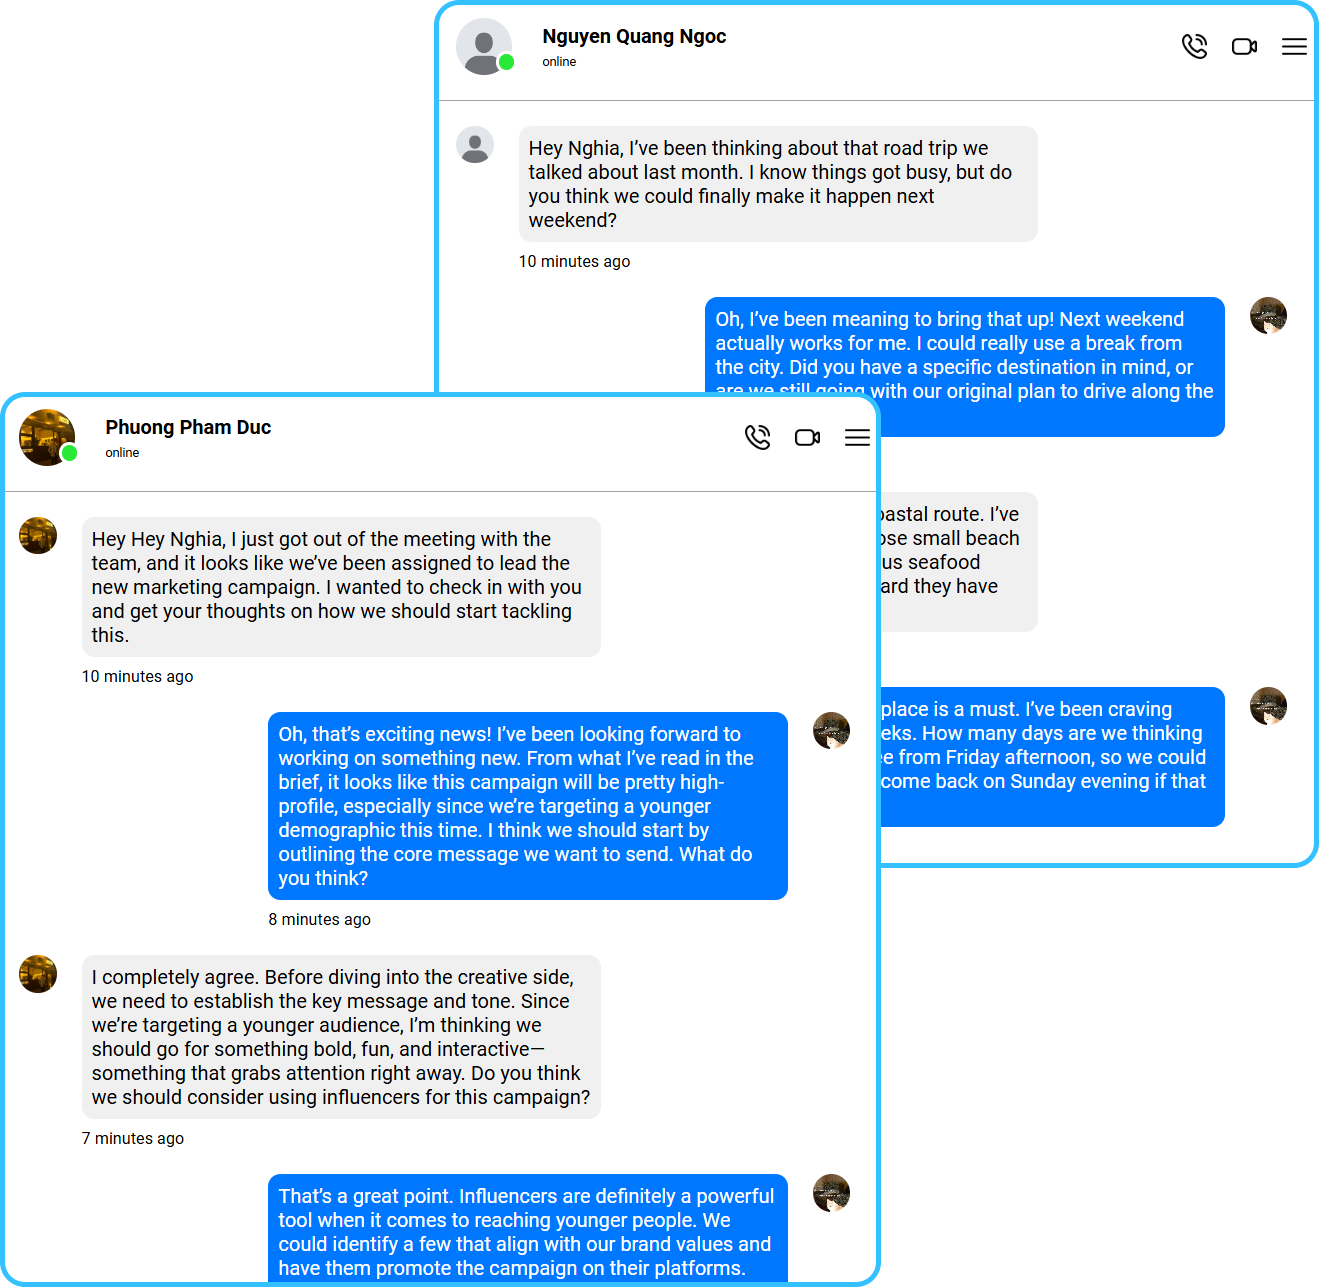 Nguyen Quang Ngoc
online
Hey Nghia, I’ve been thinking about that road trip we
talked about last month. I know things got busy, but do
you think we could finally make it happen next
weekend?
10 minutes ago
Oh, I’ve been meaning to bring that up! Next weekend
actually works for me. I could really use a break from
the city. Did you have a specific destination in mind, or
are we still going with our original plan to drive along the
route. I’ve
small beach
us seafood
they have
place is a must. I’ve been craving
How many days are we thinking
from Friday afternoon, so we could
come back on Sunday evening if that
Phuong Pham Duc
online
Hey Hey Nghia, I just got out of the meeting with the
team, and it looks like we’ve been assigned to lead the
new marketing campaign. I wanted to check in with you
and get your thoughts on how we should start tackling
this.
10 minutes ago
Oh, that’s exciting news! I’ve been looking forward to
working on something new. From what I’ve read in the
brief, it looks like this campaign will be pretty high-
profile, especially since we’re targeting a younger
demographic this time. I think we should start by
outlining the core message we want to send. What do
you think?
8 minutes ago
I completely agree. Before diving into the creative side,
we need to establish the key message and tone. Since
we’re targeting a younger audience, I’m thinking we
should go for something bold, fun, and interactive—
something that grabs attention right away. Do you think
we should consider using influencers for this campaign?
7 minutes ago
That’s a great point. Influencers are definitely a powerful
tool when it comes to reaching younger people. We
could identify a few that align with our brand values and
have them promote the campaign on their platforms.